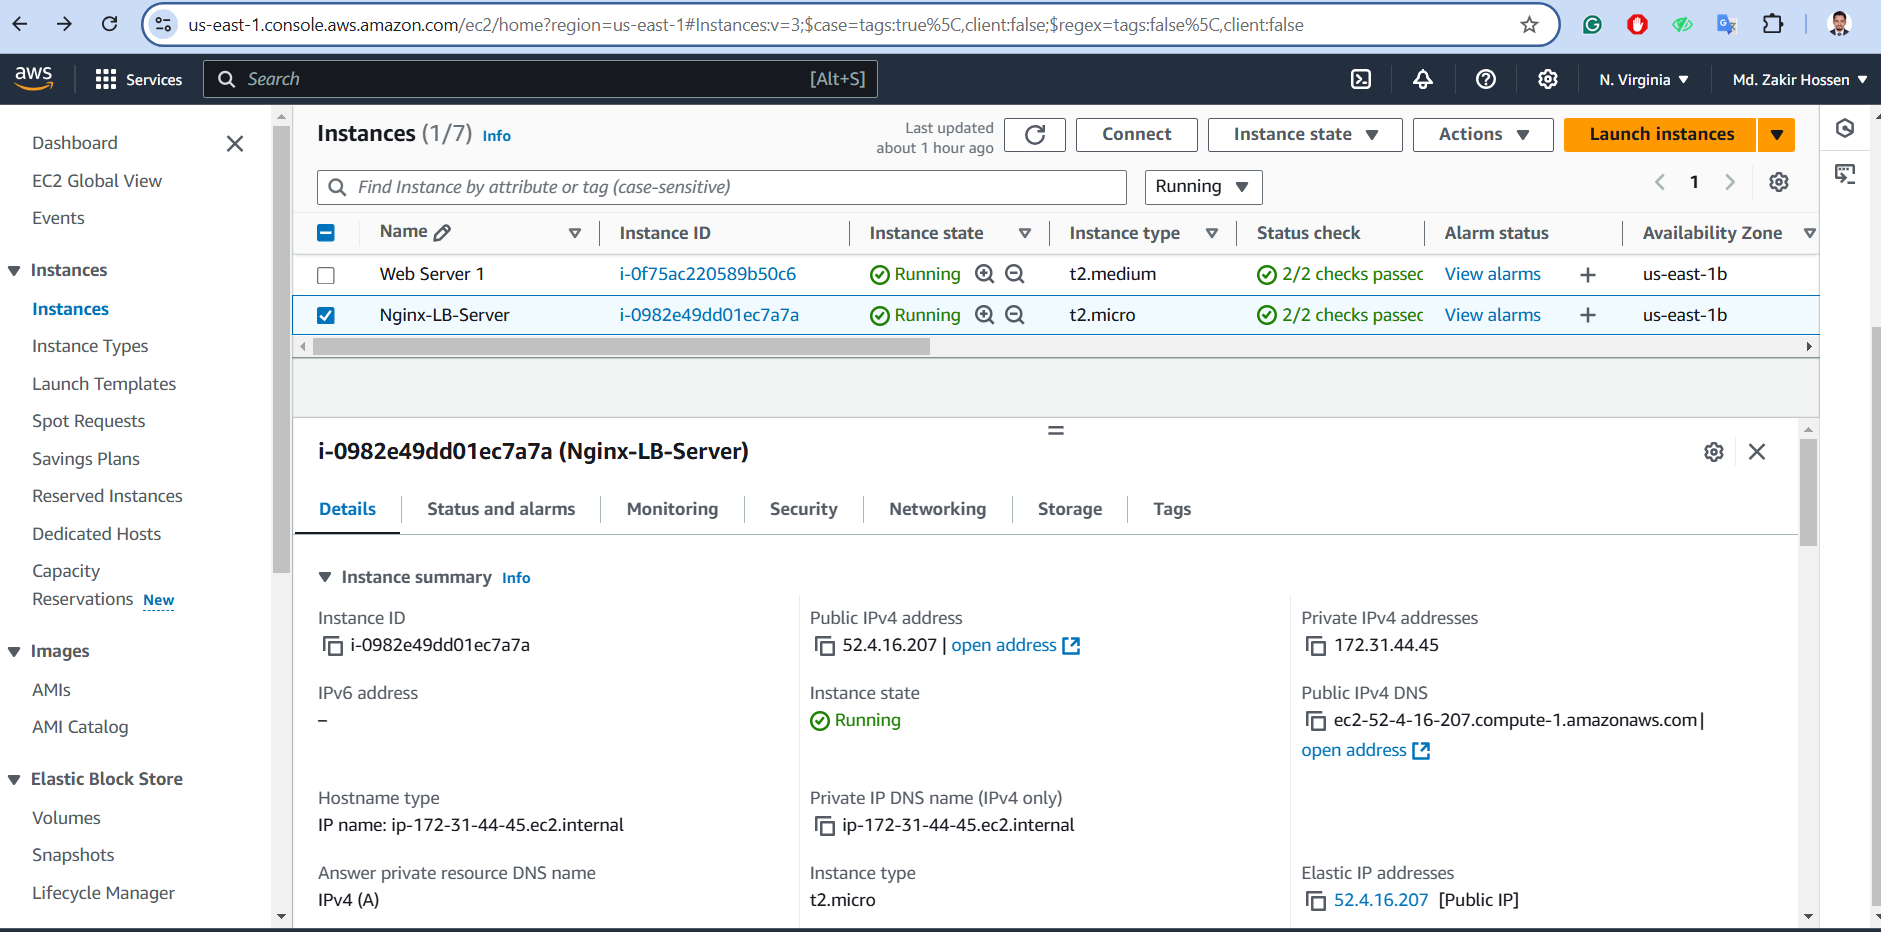 us-east-1.console.aws.amazon.com/ec2/home?region=us-east-1#Instances:v=3;$case=tags:true%5C,client:false;$regex=tags:false%5C,client:false
aws
Services
Search
[Alt+S]
N. Virginia
Md. Zakir Hossen
Dashboard
EC2 Global View
Events
Instances
Instances
Instance Types
Launch Templates
Spot Requests
Savings Plans
Reserved Instances
Dedicated Hosts
Capacity
Reservations New
Images
AMIs
AMI Catalog
Elastic Block Store
Volumes
Snapshots
Lifecycle Manager
Instances (1/7) Info
Last updated
about 1 hour ago
Connect
Instance state
Actions
Launch instances
Find Instance by attribute or tag (case-sensitive)
Running
1
Name Instance ID Instance state Instance type Status check Alarm status Availability Zone
Web Server 1 i-0f75ac220589b50c6 Running t2.medium 2/2 checks passec View alarms + us-east-1b
Nginx-LB-Server i-0982e49dd01ec7a7a Running t2.micro 2/2 checks passec View alarms + us-east-1b
i-0982e49dd01ec7a7a (Nginx-LB-Server)
Details Status and alarms Monitoring Security Networking Storage Tags
Instance summary Info
Instance ID
i-0982e49dd01ec7a7a
Public IPv4 address
52.4.16.207 | open address
Private IPv4 addresses
172.31.44.45
IPv6 address
–
Instance state
Running
Public IPv4 DNS
ec2-52-4-16-207.compute-1.amazonaws.com |
open address
Hostname type
IP name: ip-172-31-44-45.ec2.internal
Private IP DNS name (IPv4 only)
ip-172-31-44-45.ec2.internal
Answer private resource DNS name
IPv4 (A)
Instance type
t2.micro
Elastic IP addresses
52.4.16.207 [Public IP]